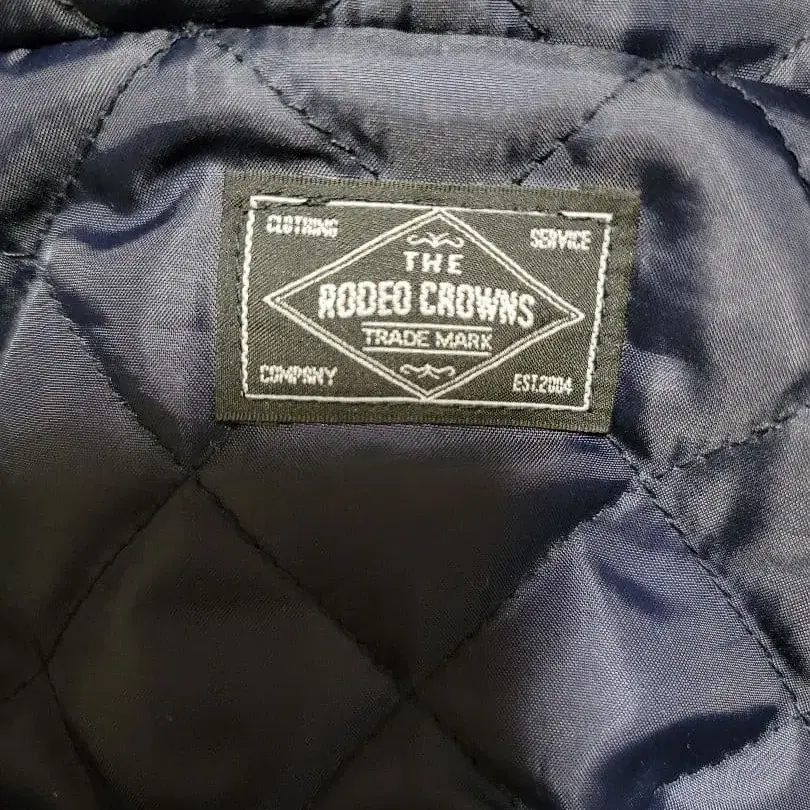 CLOTHING
SERVICE
THE
RODEO CROWNS
TRADE MARK
COMPANY
EST.2004